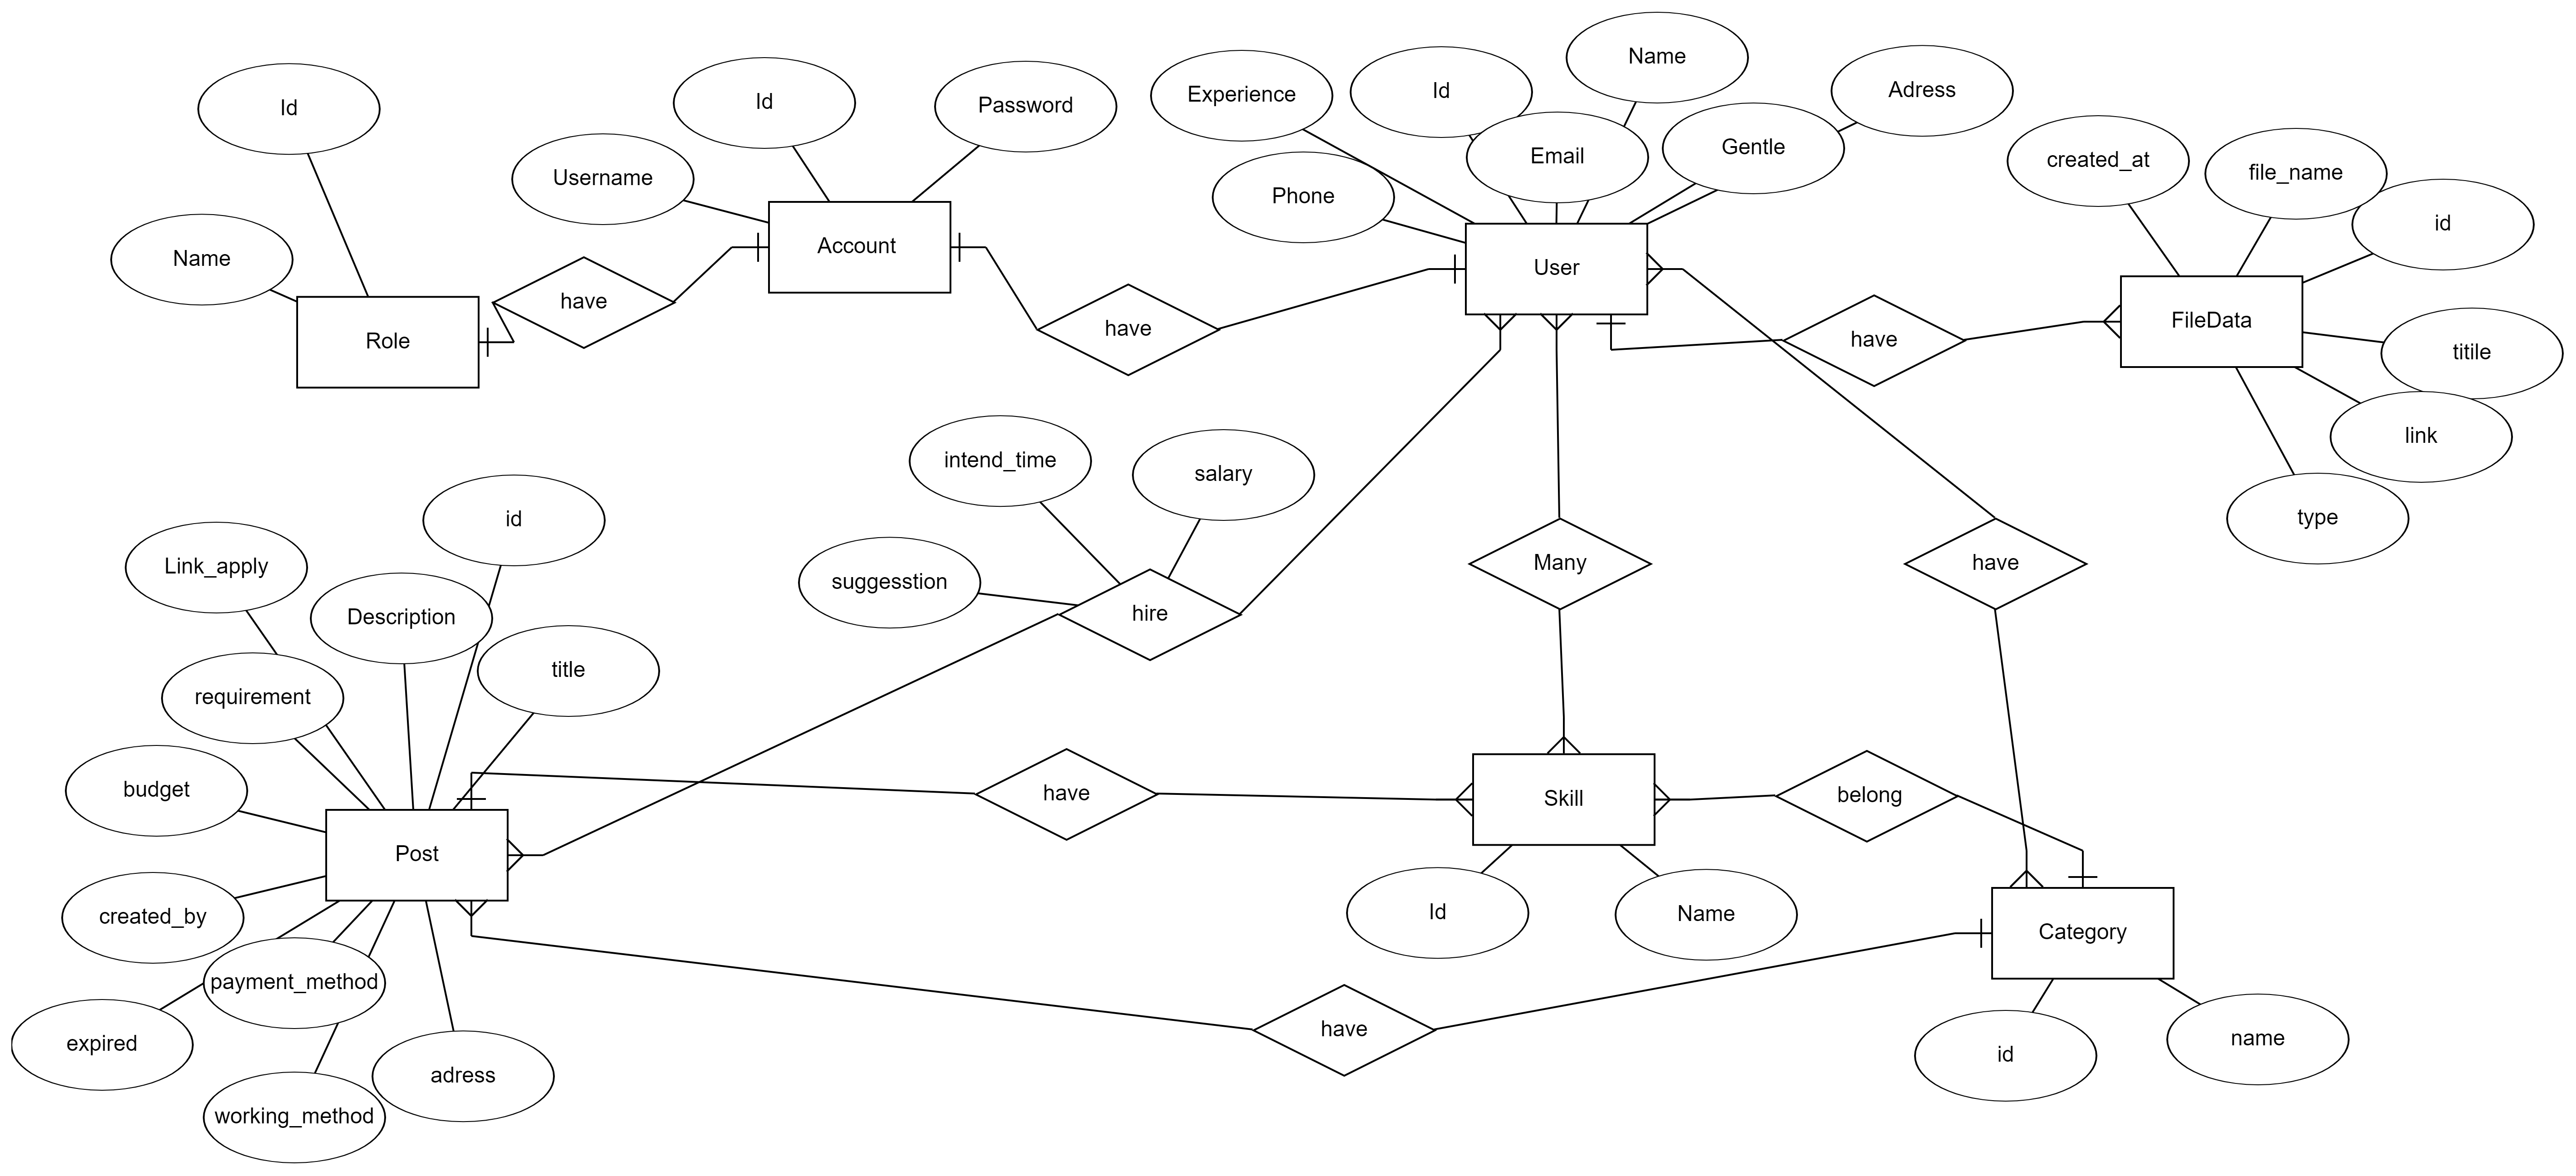 Name
Id
Adress
Experience
Id
Email
Gentle
Id
Username
Password
Phone
created_at
file_name
id
Name
Account
User
Role
have
have
have
FileData
titile
link
type
intend_time
salary
suggesstion
hire
Many
have
id
Link_apply
Description
title
requirement
budget
Post
have
Skill
belong
created_by
Id
Name
Category
payment_method
expired
adress
working_method
have
id
name